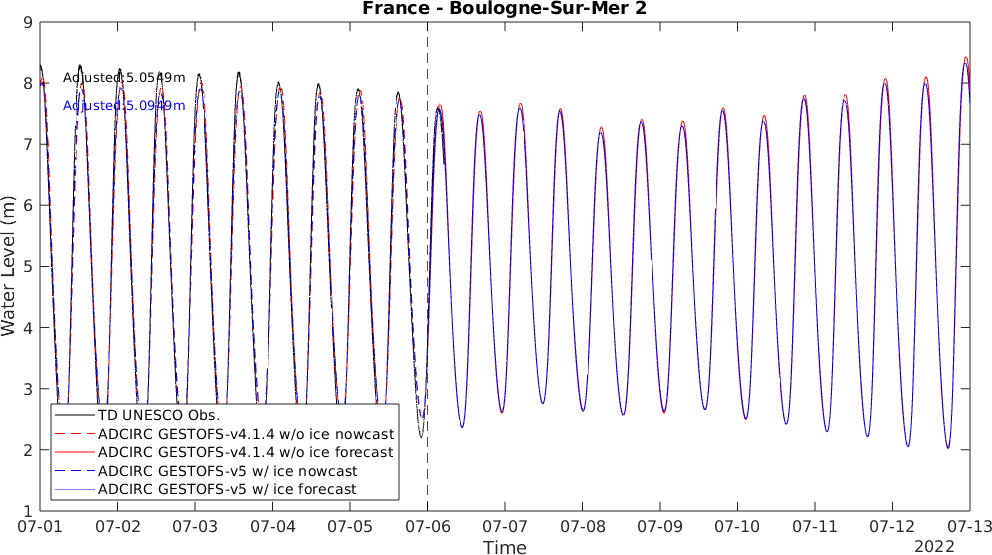 France - Boulogne-Sur-Mer 2
9
8
7
6
5
4
3
2
1
Water Level (m)
Adjusted:5.0549m
Adjusted:5.0949m
TD UNESCO Obs.
ADCIRC GESTOFS-v4.1.4 w/o ice nowcast
ADCIRC GESTOFS-v4.1.4 w/o ice forecast
ADCIRC GESTOFS-v5 w/ ice nowcast
ADCIRC GESTOFS-v5 w/ ice forecast
07-01 07-02 07-03 07-04 07-05 07-06 07-07 07-08 07-09 07-10 07-11 07-12 07-13
Time
2022